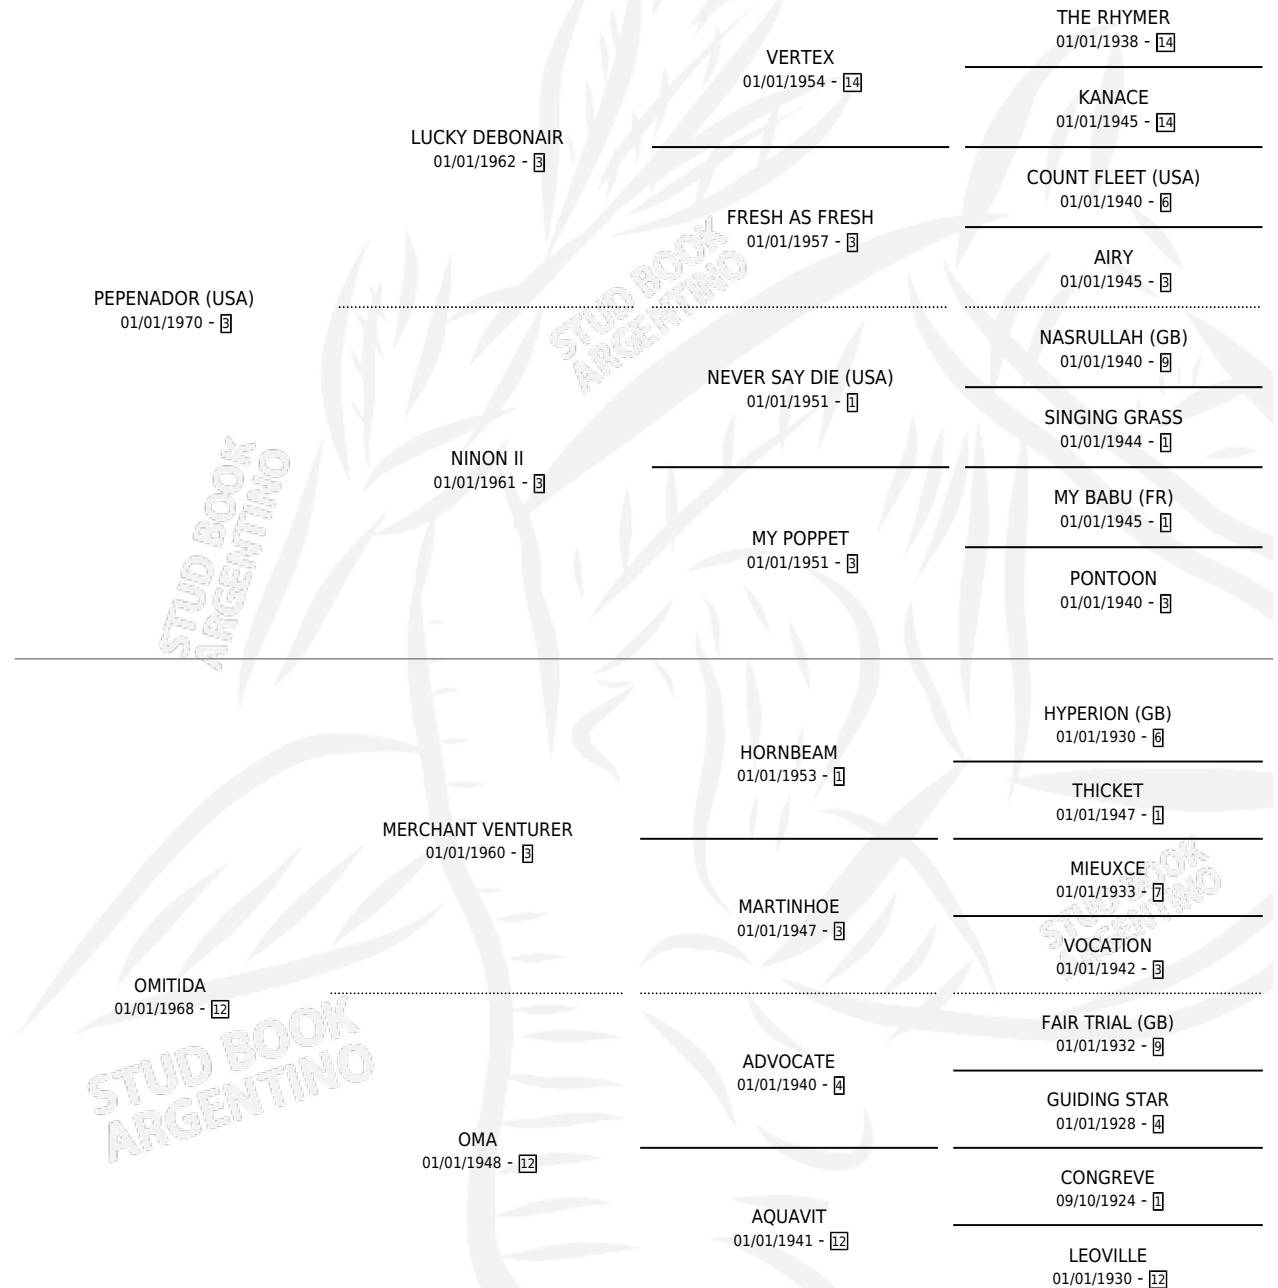 THE RHYMER
01/01/1938 - 14
VERTEX
01/01/1954 - 14
KANACE
01/01/1945 - 14
LUCKY DEBONAIR
01/01/1962 - 3
COUNT FLEET (USA)
01/01/1940 - 6
FRESH AS FRESH
01/01/1957 - 3
AIRY
01/01/1945 - 3
PEPENADOR (USA)
01/01/1970 - 3
NASRULLAH (GB)
01/01/1940 - 9
NEVER SAY DIE (USA)
01/01/1951 - 1
SINGING GRASS
01/01/1944 - 1
NINON II
01/01/1961 - 3
MY BABU (FR)
01/01/1945 - 1
MY POPPET
01/01/1951 - 3
PONTOON
01/01/1940 - 3
HYPERION (GB)
01/01/1930 - 6
HORNBEAM
01/01/1953 - 1
THICKET
01/01/1947 - 1
MERCHANT VENTURER
01/01/1960 - 3
MIEUXCE
01/01/1933 - 7
MARTINHOE
01/01/1947 - 3
VOCATION
01/01/1942 - 3
OMITIDA
01/01/1968 - 12
FAIR TRIAL (GB)
01/01/1932 - 9
ADVOCATE
01/01/1940 - 4
GUIDING STAR
01/01/1928 - 4
OMA
01/01/1948 - 12
CONGREVE
09/10/1924 - 1
AQUAVIT
01/01/1941 - 12
LEOVILLE
01/01/1930 - 12
STUD BOOK
ARGENTINO
STUD BOOK
ARGENTINO
STUD BOOK
ARGENTINO
STUD BOOK
ARGENTINO